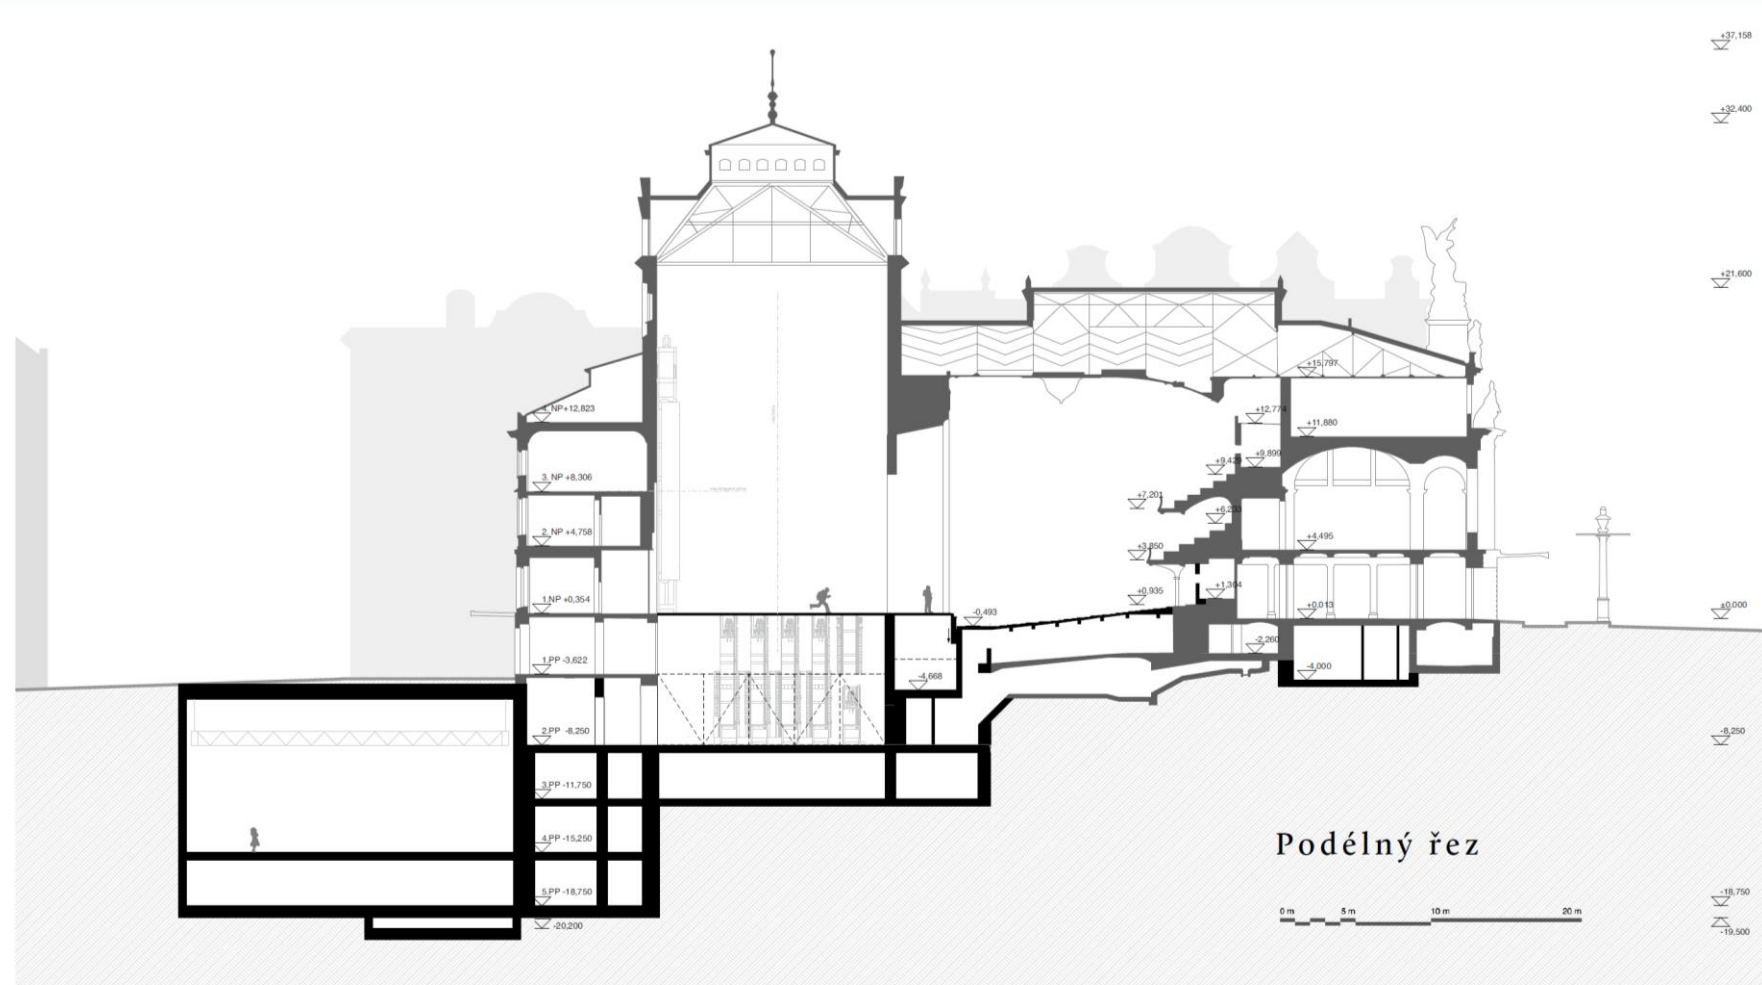 +37,158
+32,400
+21,600
+15,797
4. NP+12,823
+12,774
+11,880
+9,899
+9,429
3. NP +8,306
+7,201
+6,233
2. NP +4,758
+4,495
+3,850
+1,304
+0,935
1.NP +0,354
+0,013
±0,000
-0,493
-2,260
1.PP -3,622
-4,000
-4,668
2.PP -8,250
-8,250
3.PP -11,750
4.PP -15,250
Podélný řez
5.PP -18,750
-18,750
0 m 5 m 10 m 20 m
-20,200
-19,500